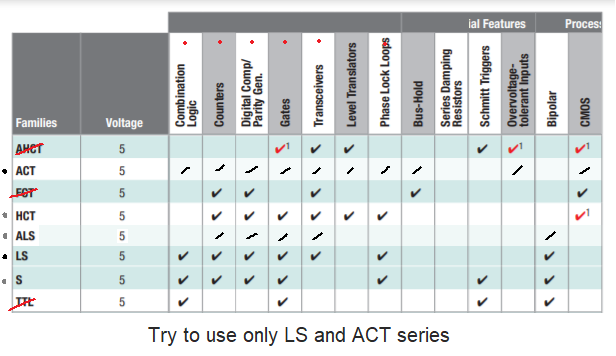 ial Features
Process
Families
Voltage
Combination Logic
Counters
Digital Comp/ Parity Gen.
Gates
Transceivers
Level Translators
Phase Lock Loops
Bus-Hold
Series Damping Resistors
Schmitt Triggers
Overvoltage- tolerant Inputs
Bipolar
CMOS
AHCT 5 ✔1 ✔ ✔ ✔ ✔1 ✔1
ACT 5
FCT 5 ✔ ✔ ✔ ✔ ✔
HCT 5 ✔ ✔ ✔ ✔ ✔ ✔ ✔1
ALS 5
LS 5 ✔ ✔ ✔ ✔ ✔ ✔ ✔
S 5 ✔ ✔ ✔ ✔ ✔ ✔ ✔
TTL 5 ✔ ✔ ✔ ✔
Try to use only LS and ACT series